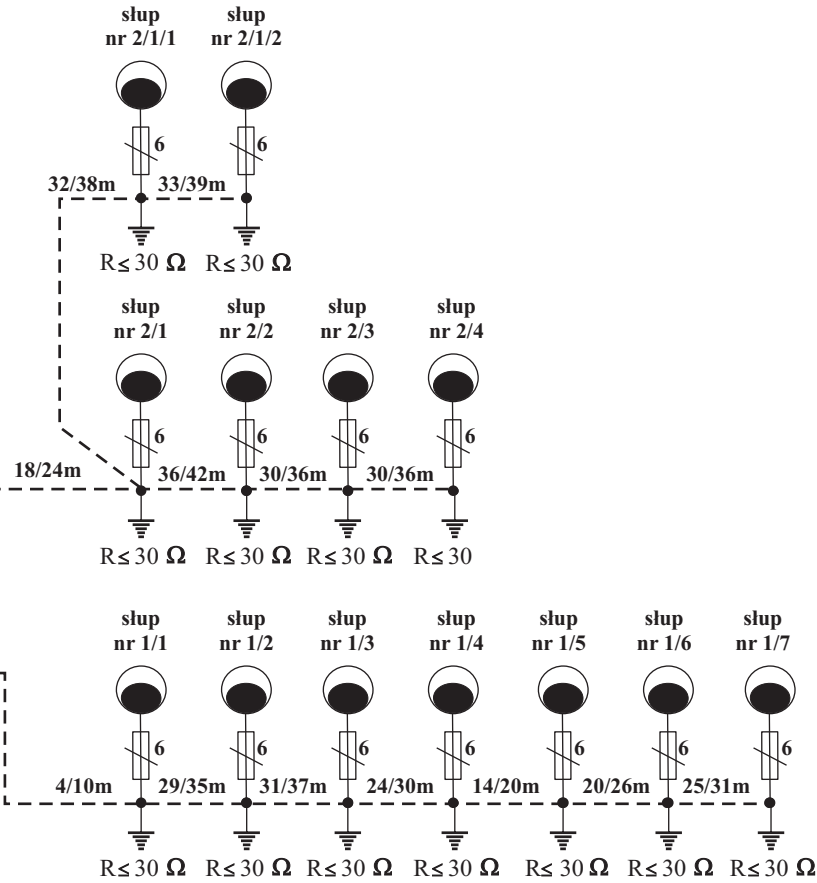 słup słup
nr 2/1/1 nr 2/1/2
6 6
32/38m 33/39m
R≤ 30 Ω R≤ 30 Ω
słup słup słup słup
nr 2/1 nr 2/2 nr 2/3 nr 2/4
6 6 6 6
18/24m 36/42m 30/36m 30/36m
R≤ 30 Ω R≤ 30 Ω R≤ 30 Ω R≤ 30
słup słup słup słup słup słup słup
nr 1/1 nr 1/2 nr 1/3 nr 1/4 nr 1/5 nr 1/6 nr 1/7
6 6 6 6 6 6 6
4/10m 29/35m 31/37m 24/30m 14/20m 20/26m 25/31m
R≤ 30 Ω R≤ 30 Ω R≤ 30 Ω R≤ 30 Ω R≤ 30 Ω R≤ 30 Ω R≤ 30 Ω